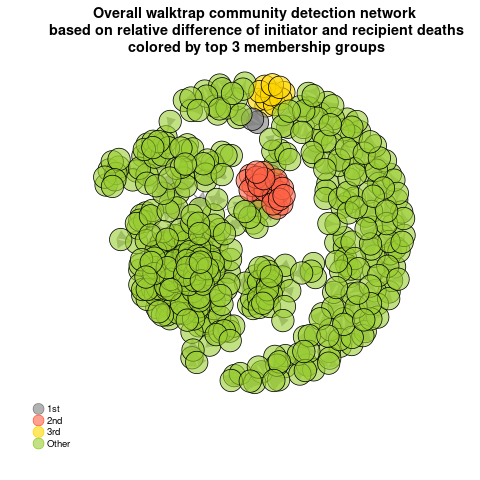 Overall walktrap community detection network
based on relative difference of initiator and recipient deaths
colored by top 3 membership groups
1st
2nd
3rd
Other